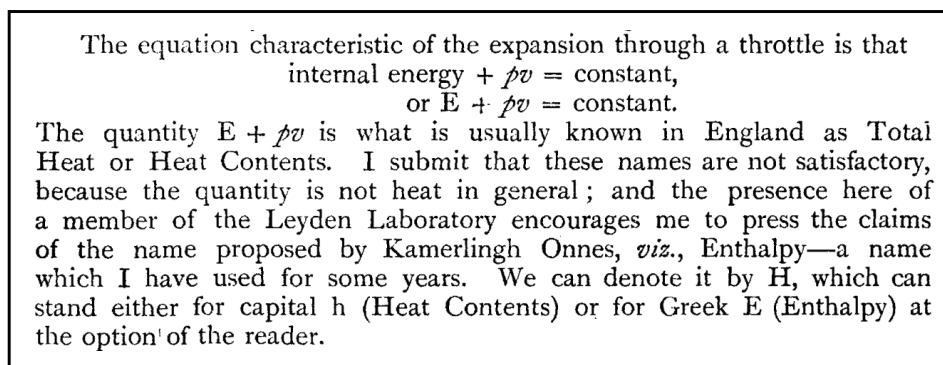 The equation characteristic of the expansion through a throttle is that
internal energy + pv = constant,
or E + pv = constant.
The quantity E + pv is what is usually known in England as Total
Heat or Heat Contents. I submit that these names are not satisfactory,
because the quantity is not heat in general; and the presence here of
a member of the Leyden Laboratory encourages me to press the claims
of the name proposed by Kamerlingh Onnes, viz., Enthalpy—a name
which I have used for some years. We can denote it by H, which can
stand either for capital h (Heat Contents) or for Greek E (Enthalpy) at
the option of the reader.